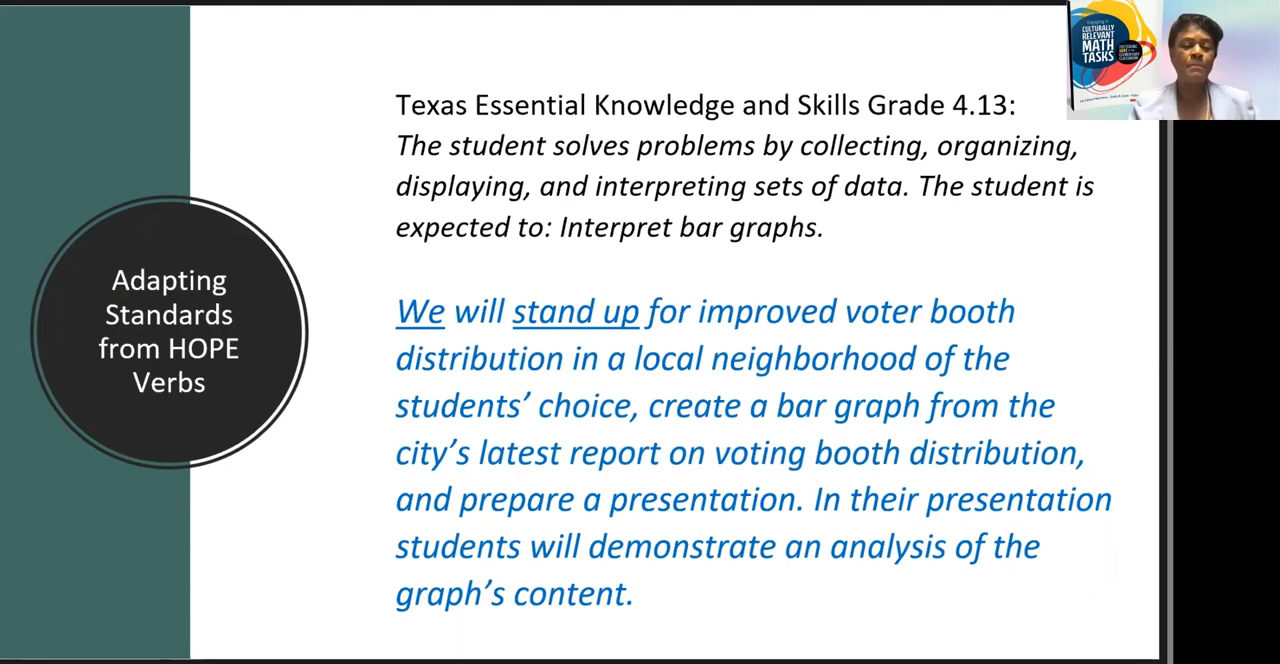 Adapting
Standards
from HOPE
Verbs
Texas Essential Knowledge and Skills Grade 4.13:
The student solves problems by collecting, organizing,
displaying, and interpreting sets of data. The student is
expected to: Interpret bar graphs.
We will stand up for improved voter booth
distribution in a local neighborhood of the
students’ choice, create a bar graph from the
city’s latest report on voting booth distribution,
and prepare a presentation. In their presentation
students will demonstrate an analysis of the
graph’s content.
CULTURALLY
RELEVANT
MATH
TASKS